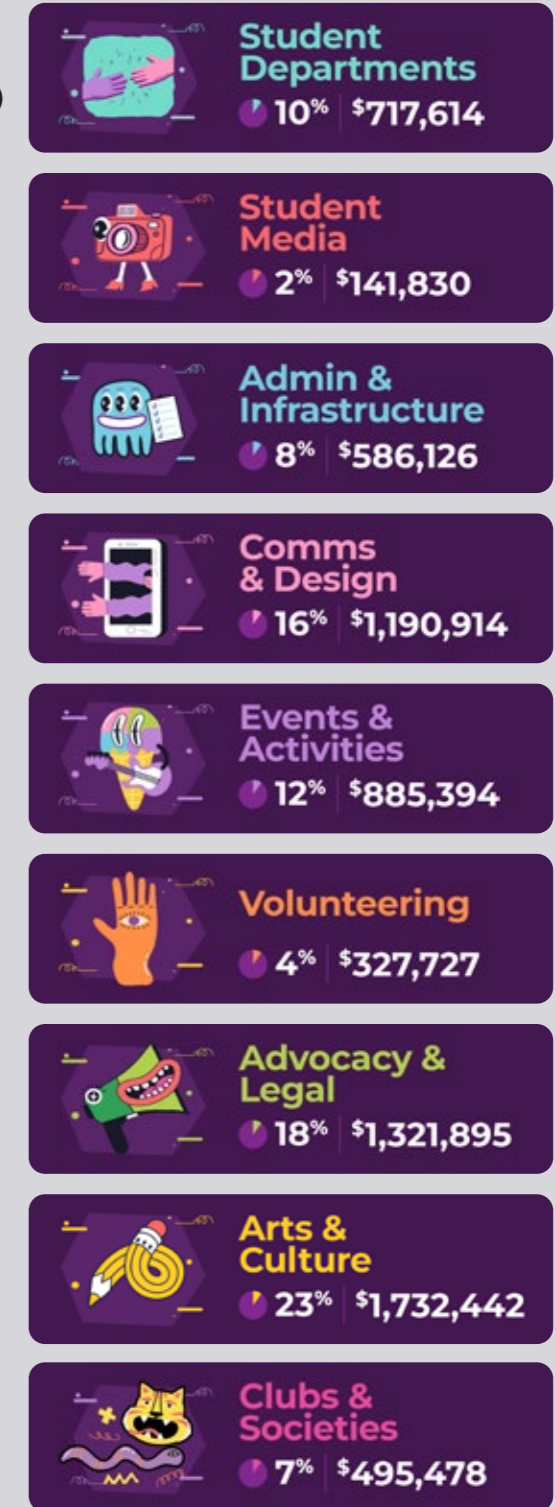 Student
Departments
10% $717,614
Student
Media
2% $141,830
Admin &
Infrastructure
8% $586,126
Comms
& Design
16% $1,190,914
Events &
Activities
12% $885,394
Volunteering
4% $327,727
Advocacy &
Legal
18% $1,321,895
Arts &
Culture
23% $1,732,442
Clubs &
Societies
7% $495,478